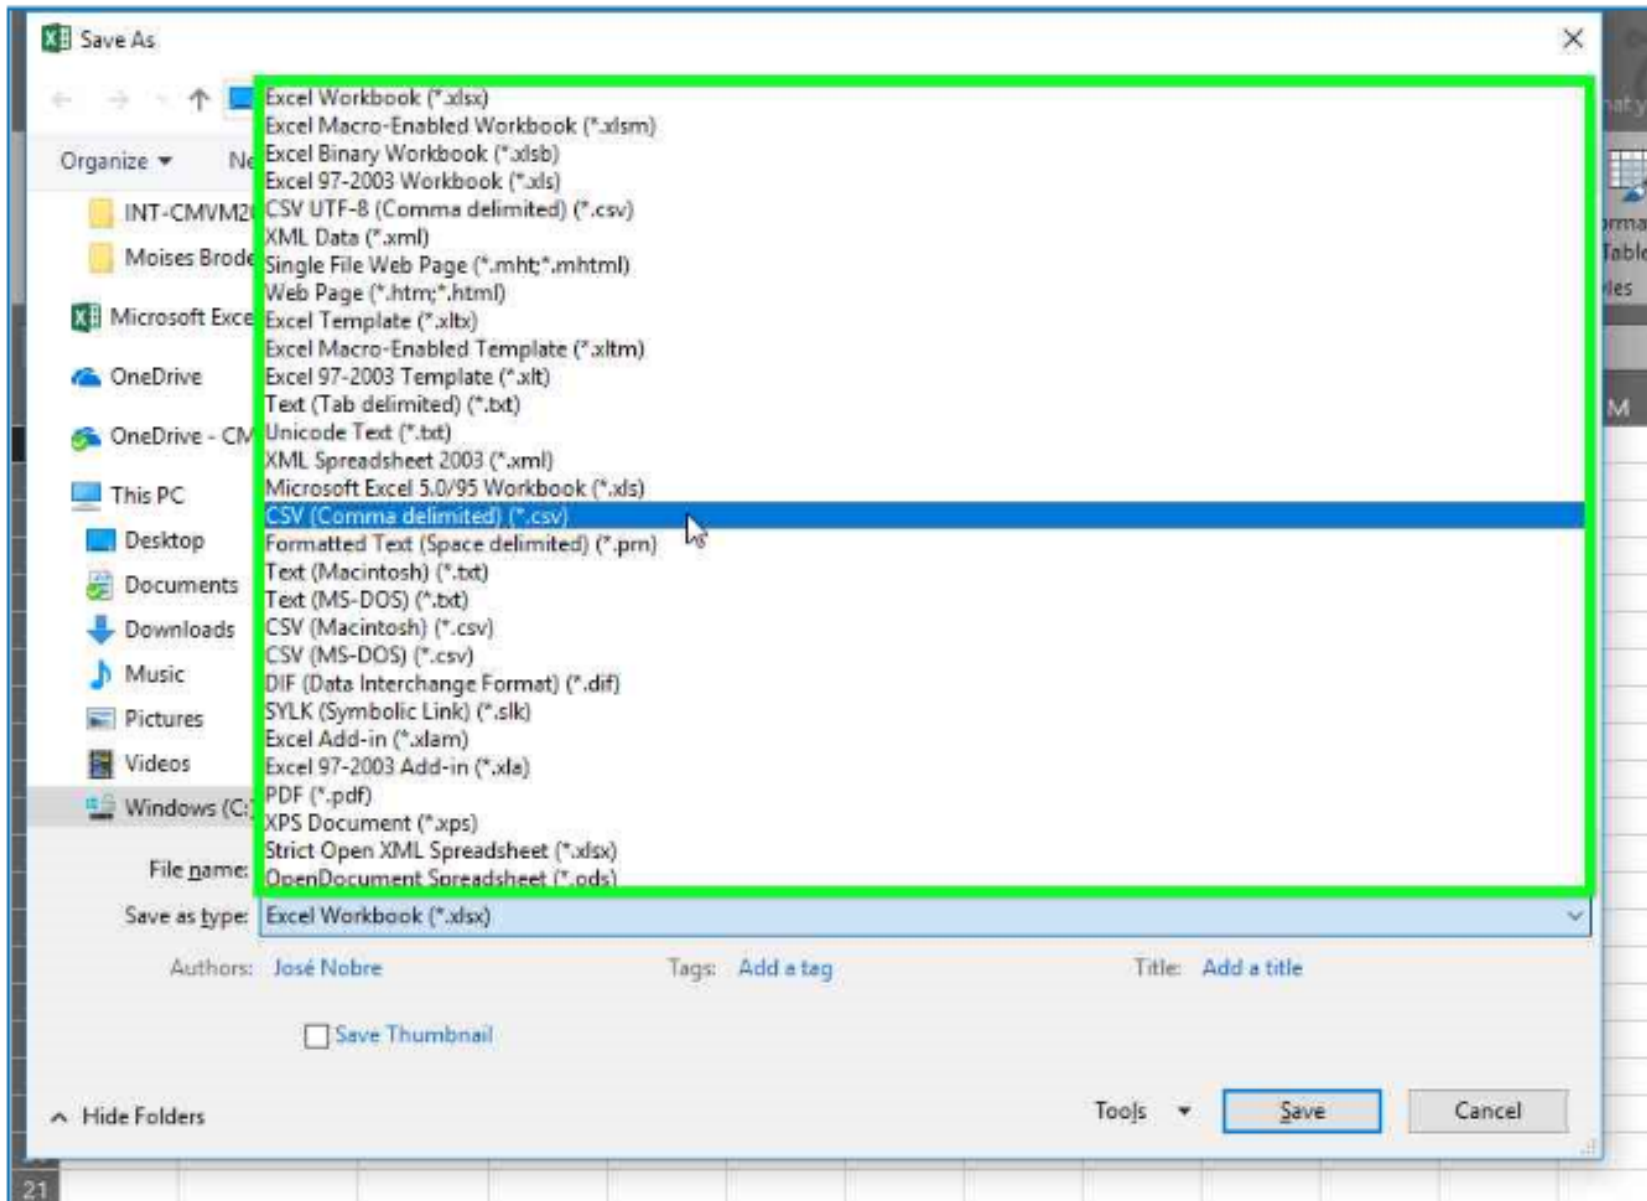 Save As
Organize
Ne
INT-CMVM20
Moises Brode
Microsoft Exce
OneDrive
OneDrive - CM
This PC
Desktop
Documents
Downloads
Music
Pictures
Videos
Windows (C:
Excel Workbook (*.xlsx)
Excel Macro-Enabled Workbook (*.xlsm)
Excel Binary Workbook (*.xlsb)
Excel 97-2003 Workbook (*.xls)
CSV UTF-8 (Comma delimited) (*.csv)
XML Data (*.xml)
Single File Web Page (*.mht;*.mhtml)
Web Page (*.htm;*.html)
Excel Template (*.xltx)
Excel Macro-Enabled Template (*.xltm)
Excel 97-2003 Template (*.xlt)
Text (Tab delimited) (*.txt)
Unicode Text (*.txt)
XML Spreadsheet 2003 (*.xml)
Microsoft Excel 5.0/95 Workbook (*.xls)
CSV (Comma delimited) (*.csv)
Formatted Text (Space delimited) (*.prn)
Text (Macintosh) (*.txt)
Text (MS-DOS) (*.txt)
CSV (Macintosh) (*.csv)
CSV (MS-DOS) (*.csv)
DIF (Data Interchange Format) (*.dif)
SYLK (Symbolic Link) (*.slk)
Excel Add-in (*.xlam)
Excel 97-2003 Add-in (*.xla)
PDF (*.pdf)
XPS Document (*.xps)
Strict Open XML Spreadsheet (*.xlsx)
OpenDocument Spreadsheet (*.ods)
File name:
Save as type: Excel Workbook (*.xlsx)
Authors: José Nobre Tags: Add a tag Title: Add a title
Save Thumbnail
Hide Folders
Tools Save Cancel
M
21